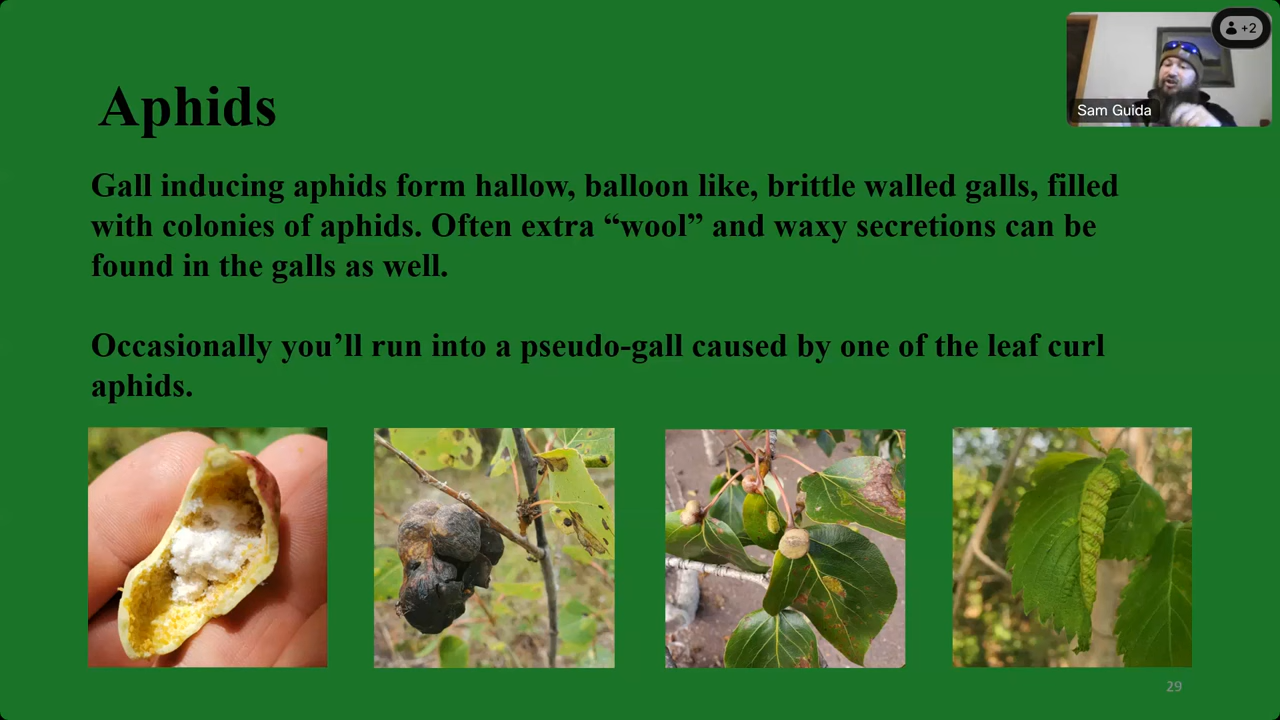 +2
Sam Guida
Aphids
Gall inducing aphids form hallow, balloon like, brittle walled galls, filled
with colonies of aphids. Often extra “wool” and waxy secretions can be
found in the galls as well.
Occasionally you’ll run into a pseudo-gall caused by one of the leaf curl
aphids.
29